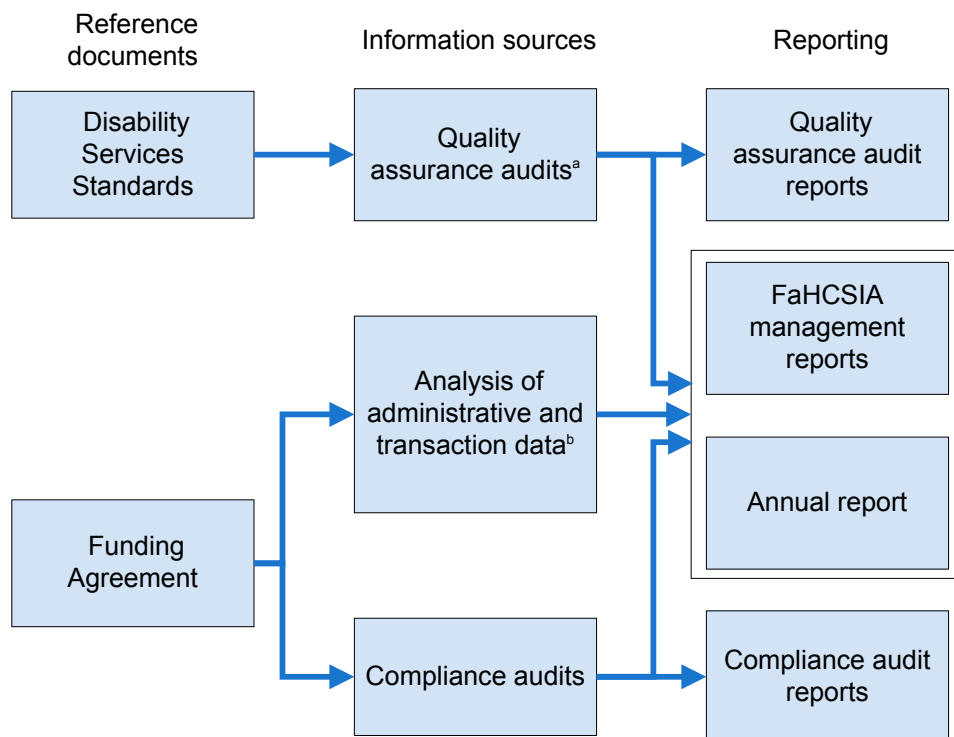 Reference
documents
Information sources
Reporting
Disability
Services
Standards
Quality
assurance audits^a
Quality
assurance audit
reports
FaHCSIA
management
reports
Analysis of
administrative and
transaction data^b
Annual report
Funding
Agreement
Compliance audits
Compliance audit
reports